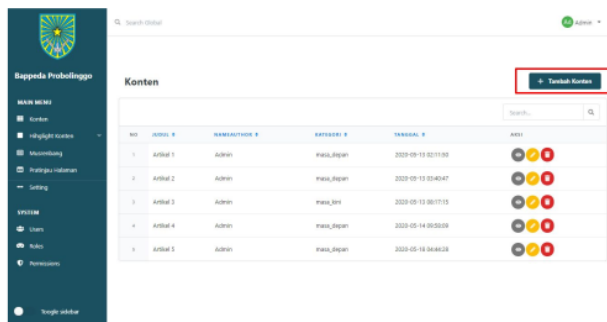 Search Global
Admin
Bappeda Probolinggo
Konten
+ Tambah Konten
MAIN MENU
Konten
Hihglight Konten
Musrenbang
Pratinjau Halaman
Setting
SYSTEM
Users
Roles
Permissions
Toogle sidebar
Search...
NO JUDUL NAMEAUTHOR KATEGORI TANGGAL AKSI
1 Artikel 1 Admin masa_depan 2020-05-13 02:11:50
2 Artikel 2 Admin masa_depan 2020-05-13 03:40:47
3 Artikel 3 Admin masa_kini 2020-05-13 08:17:15
4 Artikel 4 Admin masa_depan 2020-05-14 09:50:09
5 Artikel 5 Admin masa_depan 2020-05-18 04:44:28